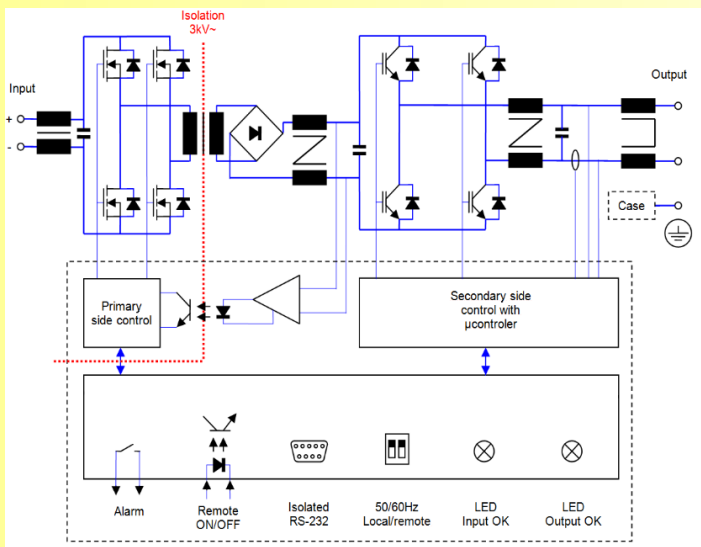 Isolation
3kV~
Input
Output
+
-
Case
Primary
side control
Secondary side
control with
µcontroler
Alarm
Remote
ON/OFF
Isolated
RS-232
50/60Hz
Local/remote
LED
Input OK
LED
Output OK